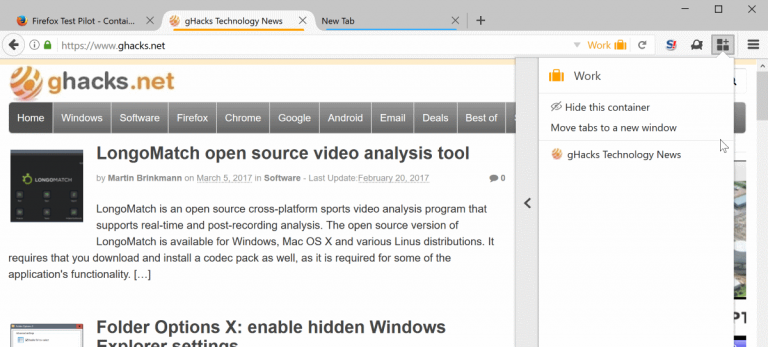 Firefox Test Pilot - Contai...
gHacks Technology News
New Tab
https://www.ghacks.net
Work
ghacks.net
Home Windows Software Firefox Chrome Google Android Email Deals Best of
LongoMatch open source video analysis tool
by Martin Brinkmann on March 5, 2017 in Software - Last Update:February 20, 2017
0
LongoMatch is an open source cross-platform sports video analysis program that
supports real-time and post-recording analysis. The open source version of
LongoMatch is available for Windows, Mac OS X and various Linus distributions. It
requires that you download and install a codec pack as well, as it is required for some of the
application's functionality. […]
LONGOMATCH
Folder Options X: enable hidden Windows
Explorer settings
Work
Hide this container
Move tabs to a new window
gHacks Technology News